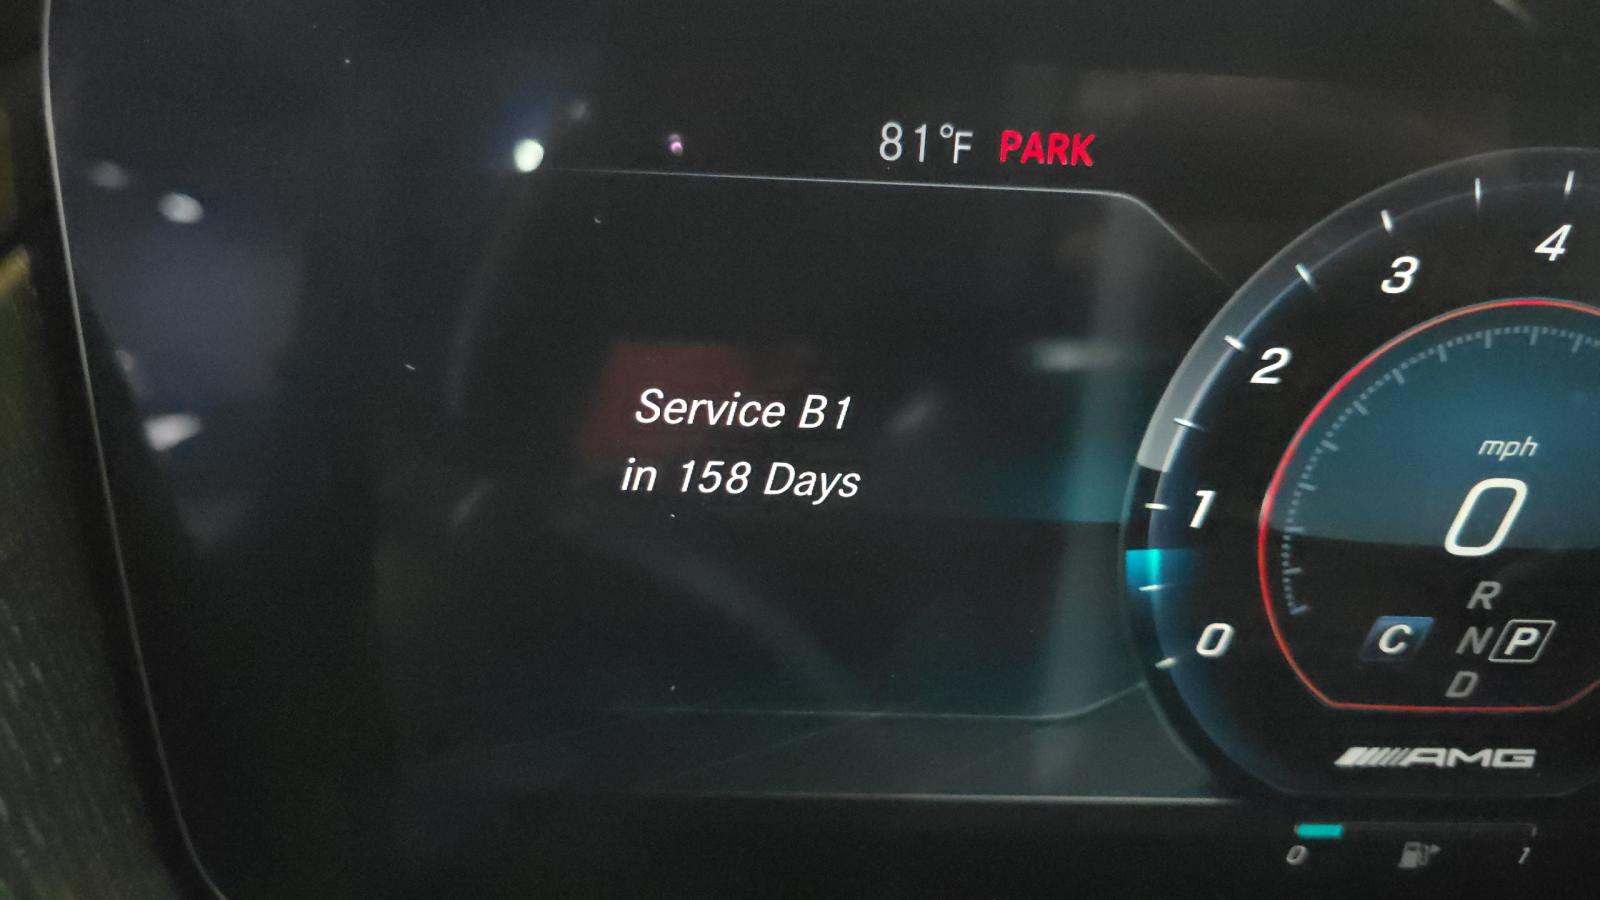 81°F PARK
Service B1
in 158 Days
4
3
2
1
0
mph
0
R
C N P
D
AMG
0 1